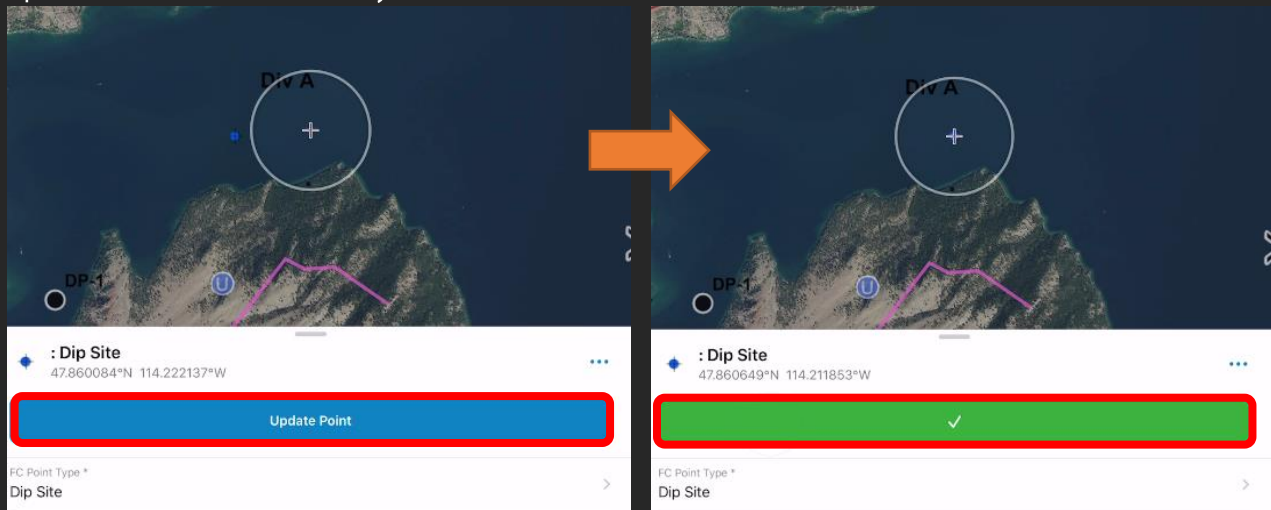 Div A
DP-1
U
: Dip Site
47.860084°N 114.222137°W
Update Point
FC Point Type *
Dip Site
Div A
DP-1
U
: Dip Site
47.860649°N 114.211853°W
FC Point Type *
Dip Site